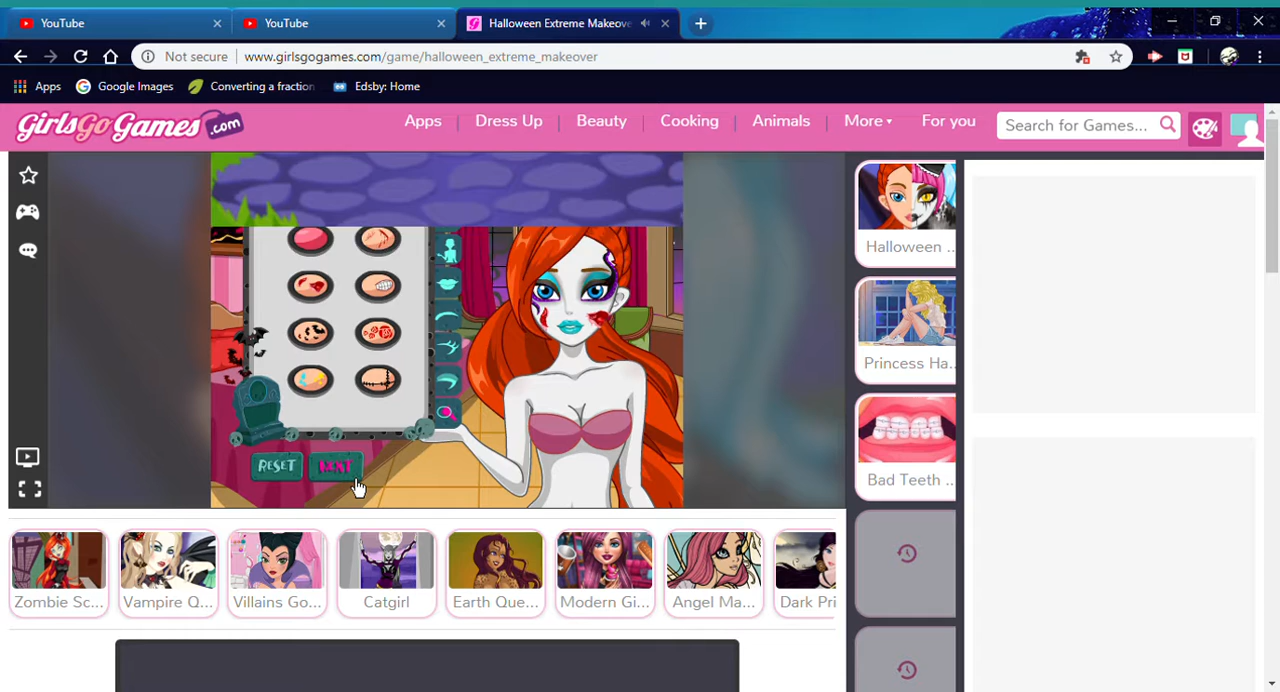 YouTube
YouTube
Halloween Extreme Makeove
Not secure
www.girlsgogames.com/game/halloween_extreme_makeover
Apps
Google Images
Converting a fraction
Edsby: Home
GirlsGoGames.com
Apps
Dress Up
Beauty
Cooking
Animals
More
For you
Search for Games...
Halloween ...
Princess Ha...
Bad Teeth ...
RESET
NEXT
Zombie Sc...
Vampire Q...
Villains Go...
Catgirl
Earth Que...
Modern Gi...
Angel Ma...
Dark Pri